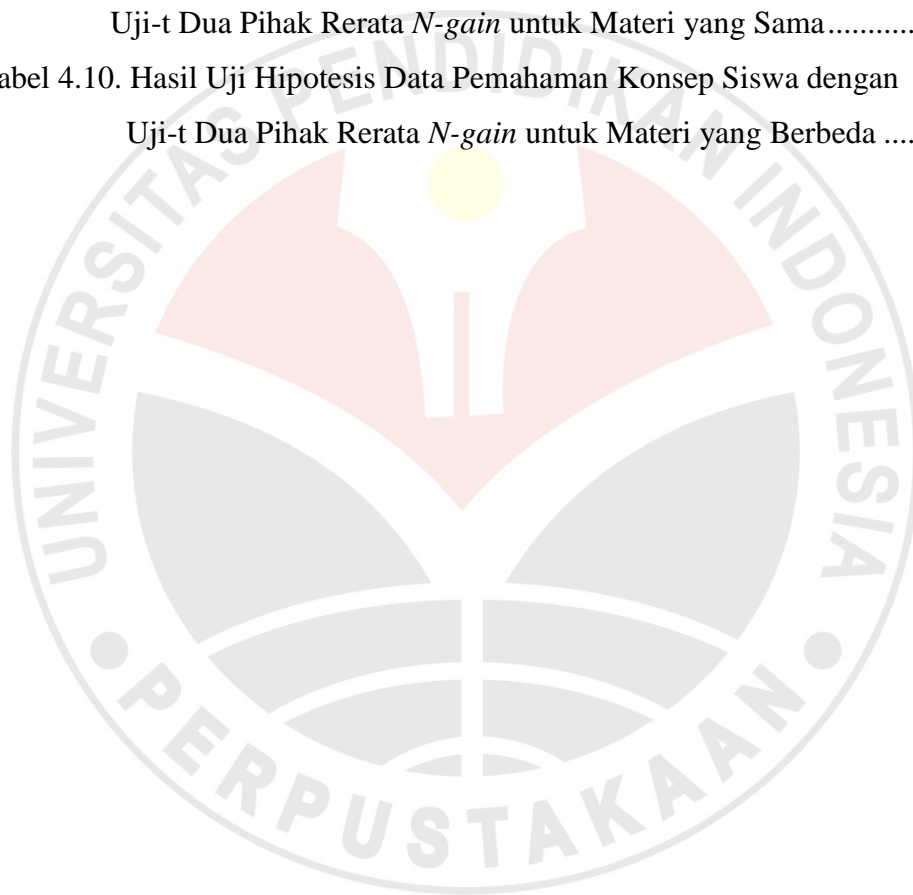 Uji-t Dua Pihak Rerata N-gain untuk Materi yang Sama...........
abel 4.10. Hasil Uji Hipotesis Data Pemahaman Konsep Siswa dengan
Uji-t Dua Pihak Rerata N-gain untuk Materi yang Berbeda ....
UNIVERSITAS PENDIDIKAN INDONESIA
PERPUSTAKAAN